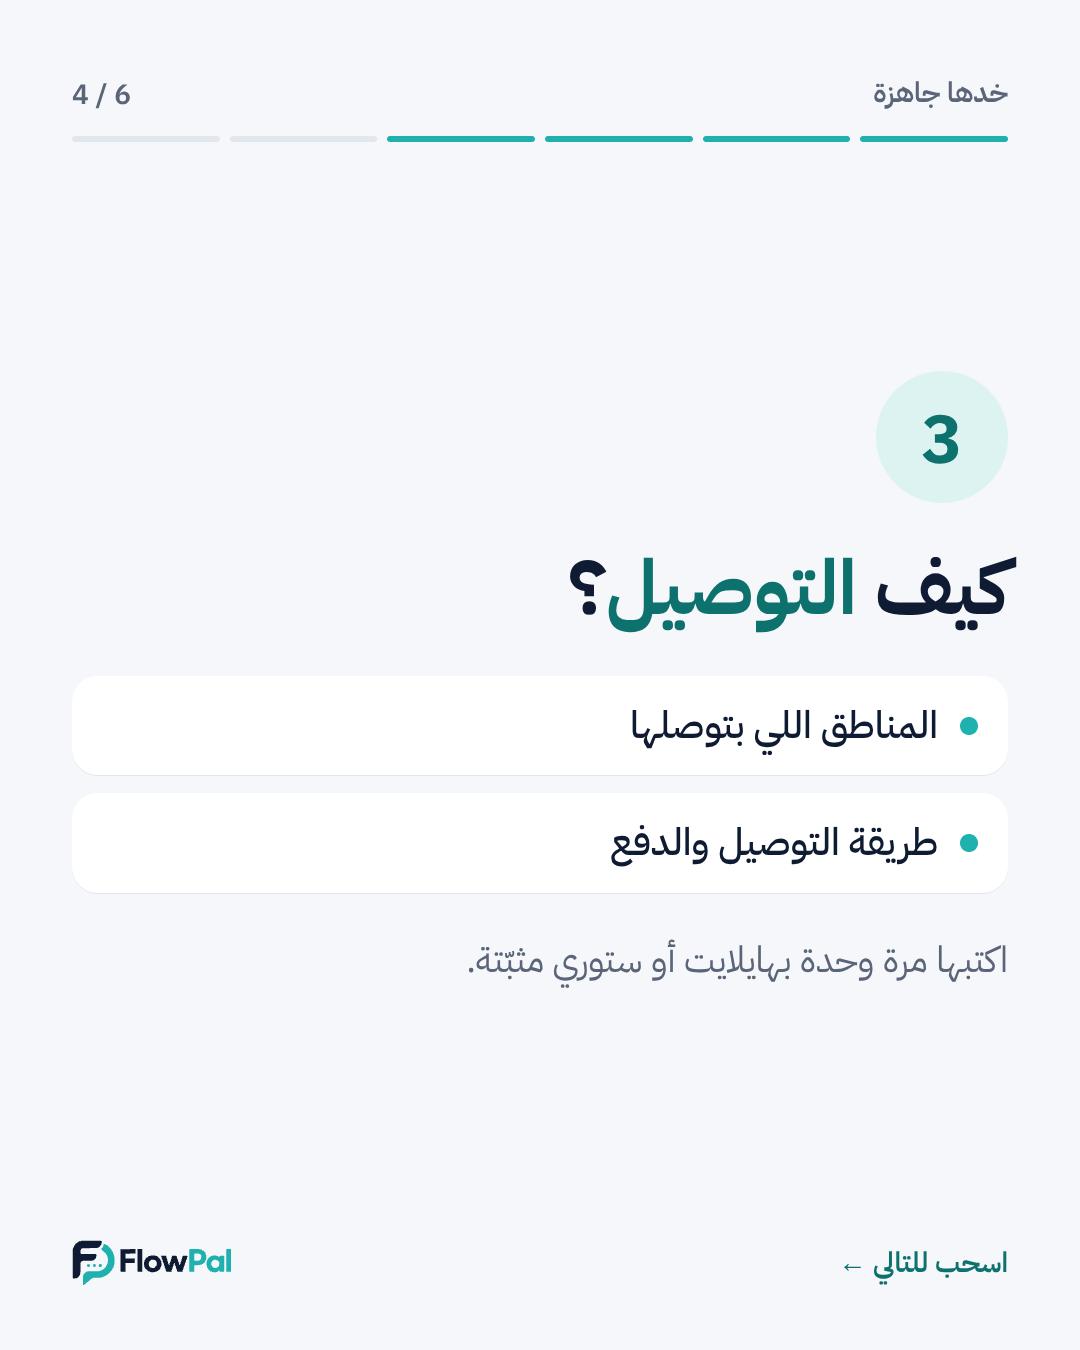 خدها جاهزة
4 / 6
3
كيف التوصيل؟
المناطق اللي بتوصلها
طريقة التوصيل والدفع
اكتبها مرة وحدة بهايلايت أو ستوري مثبّتة.
اسحب للتالي ←
FlowPal